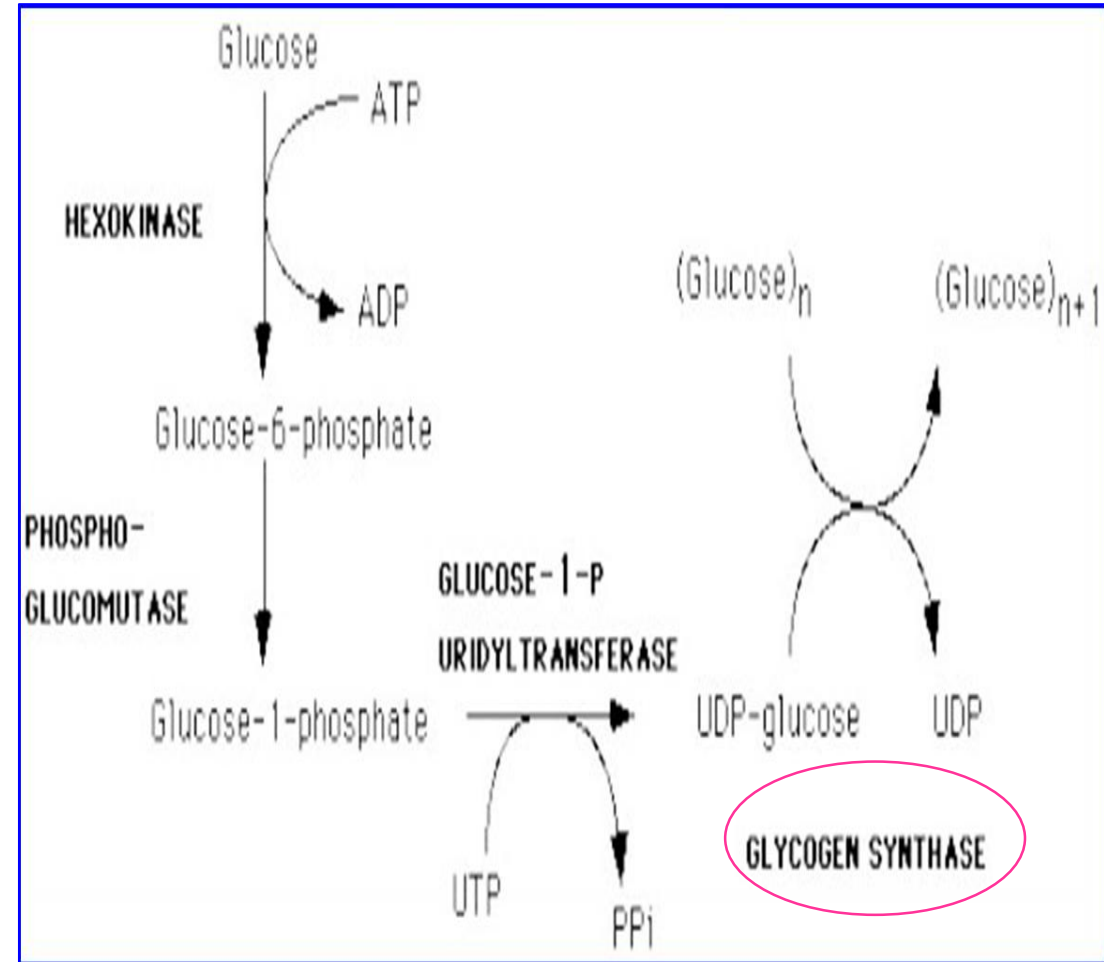 Glucose
ATP
HEXOKINASE
ADP
(Glucose)n
(Glucose)n+1
Glucose-6-phosphate
PHOSPHO-
GLUCOMUTASE
GLUCOSE-1-P
URIDYLTRANSFERASE
Glucose-1-phosphate
UDP-glucose
UDP
UTP
PPi
GLYCOGEN SYNTHASE